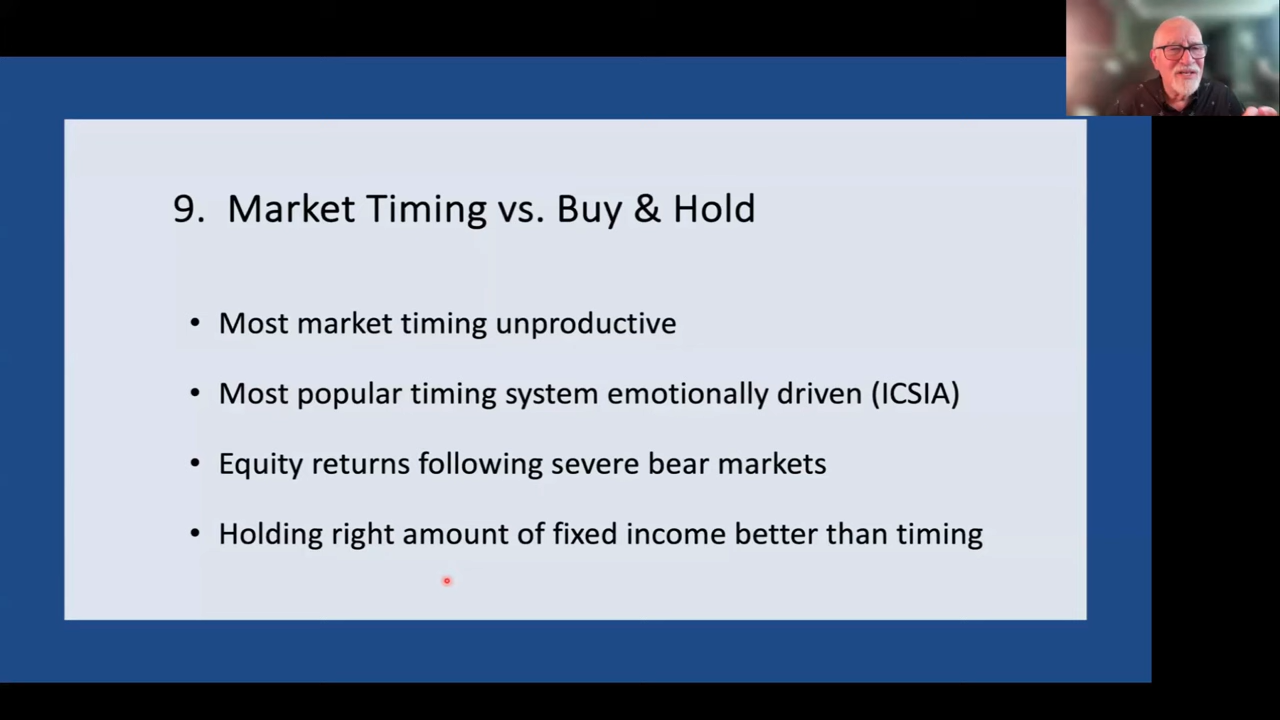 9. Market Timing vs. Buy & Hold
• Most market timing unproductive
• Most popular timing system emotionally driven (ICSIA)
• Equity returns following severe bear markets
• Holding right amount of fixed income better than timing